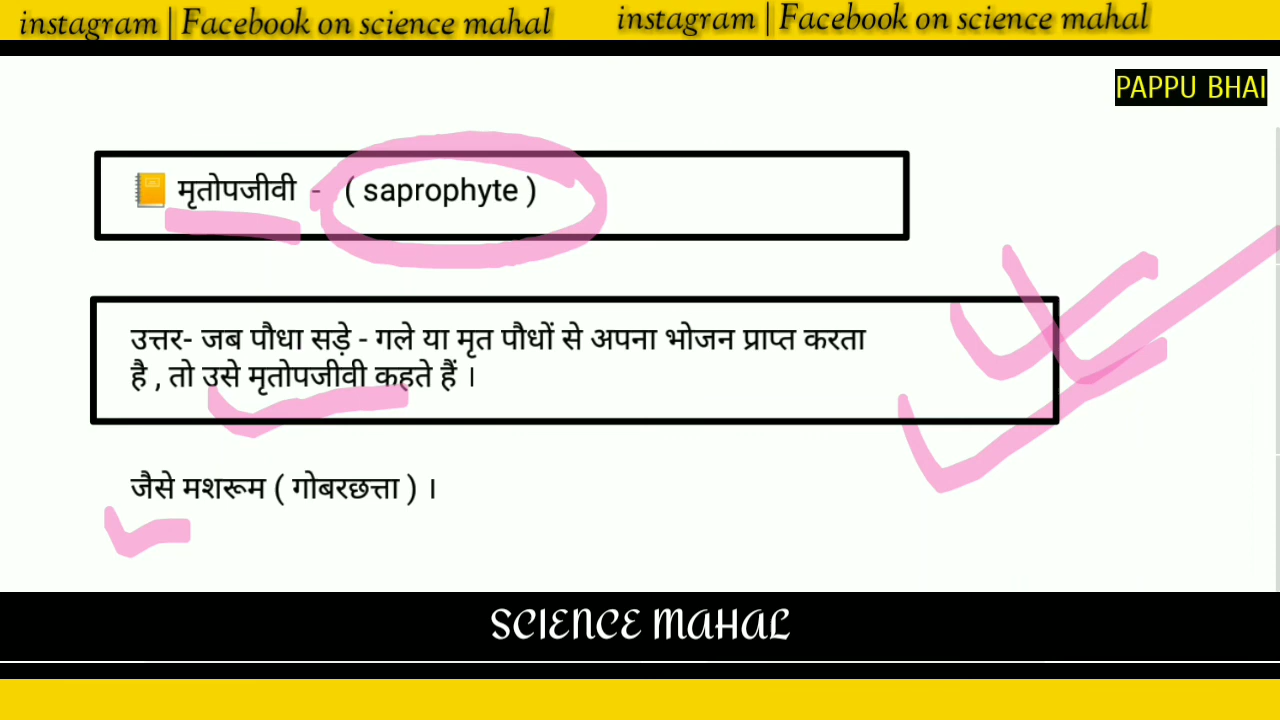 instagram | Facebook on science mahal
instagram | Facebook on science mahal
PAPPU BHAI
मृतोपजीवी - ( saprophyte )
उत्तर- जब पौधा सड़े - गले या मृत पौधों से अपना भोजन प्राप्त करता
है , तो उसे मृतोपजीवी कहते हैं ।
जैसे मशरूम ( गोबरछत्ता ) ।
SCIENCE MAHAL